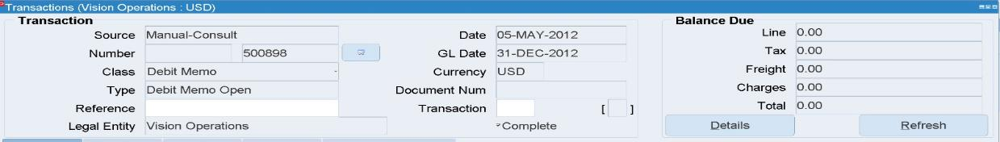 Transactions (Vision Operations : USD)
Transaction
Source Manual-Consult
Number 500898
Class Debit Memo
Type Debit Memo Open
Reference
Legal Entity Vision Operations
Date 05-MAY-2012
GL Date 31-DEC-2012
Currency USD
Document Num
Transaction [ ]
Complete
Balance Due
Line 0.00
Tax 0.00
Freight 0.00
Charges 0.00
Total 0.00
Details Refresh